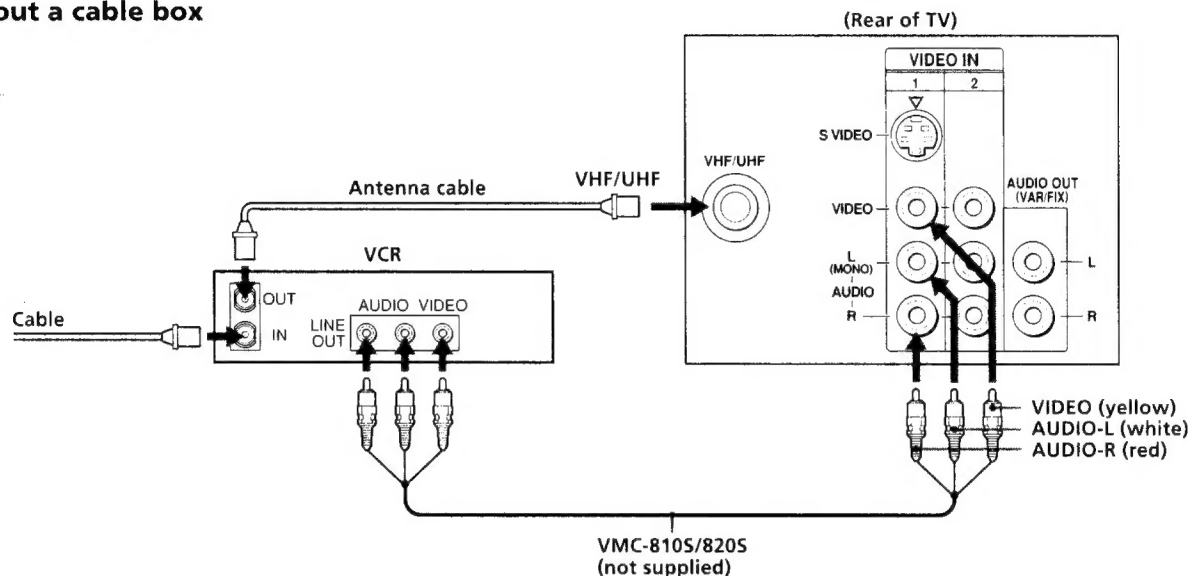 out a cable box
(Rear of TV)
VIDEO IN
1 2
S VIDEO
VHF/UHF
AUDIO OUT
(VAR/FIX)
VIDEO
L
(MONO)
AUDIO
R
L
R
Antenna cable
VHF/UHF
VCR
OUT
AUDIO VIDEO
Cable
IN
LINE
OUT
VIDEO (yellow)
AUDIO-L (white)
AUDIO-R (red)
VMC-810S/820S
(not supplied)